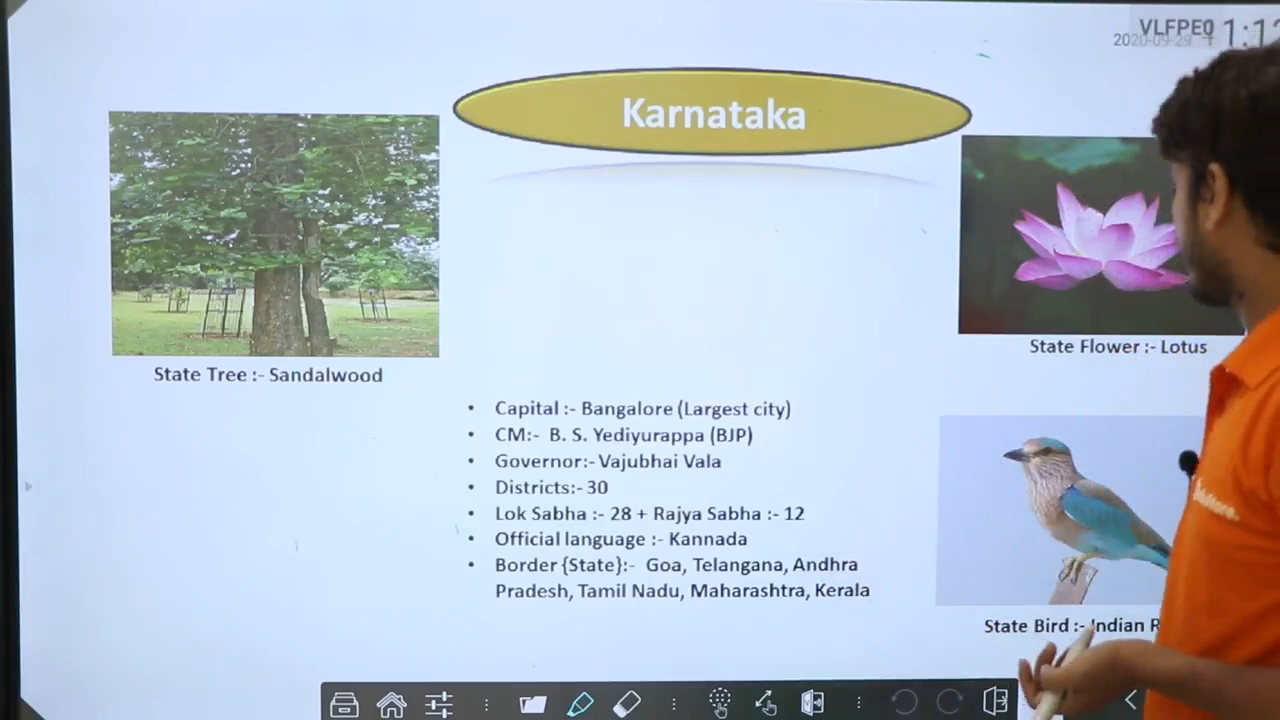 VLFPE0
2020-09-29
Karnataka
State Tree :- Sandalwood
State Flower :- Lotus
• Capital :- Bangalore (Largest city)
• CM:- B. S. Yediyurappa (BJP)
• Governor:- Vajubhai Vala
• Districts:- 30
• Lok Sabha :- 28 + Rajya Sabha :- 12
• Official language :- Kannada
• Border {State}:- Goa, Telangana, Andhra
Pradesh, Tamil Nadu, Maharashtra, Kerala
State Bird :- Indian